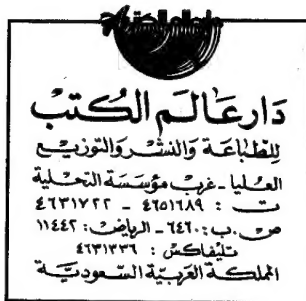 دار عالم الكتب
للطباعة والنشر والتوزيع
العليا - غرب مؤسسة التحلية
ت : ٤٦٥١٦٨٩ - ٤٦٣١٧٢٢
ص.ب: ٦٤٦٠ - الرياض: ١١٤٤٢
تليفاكس : ٤٦٣١٣٣٦
المملكة العربية السعودية